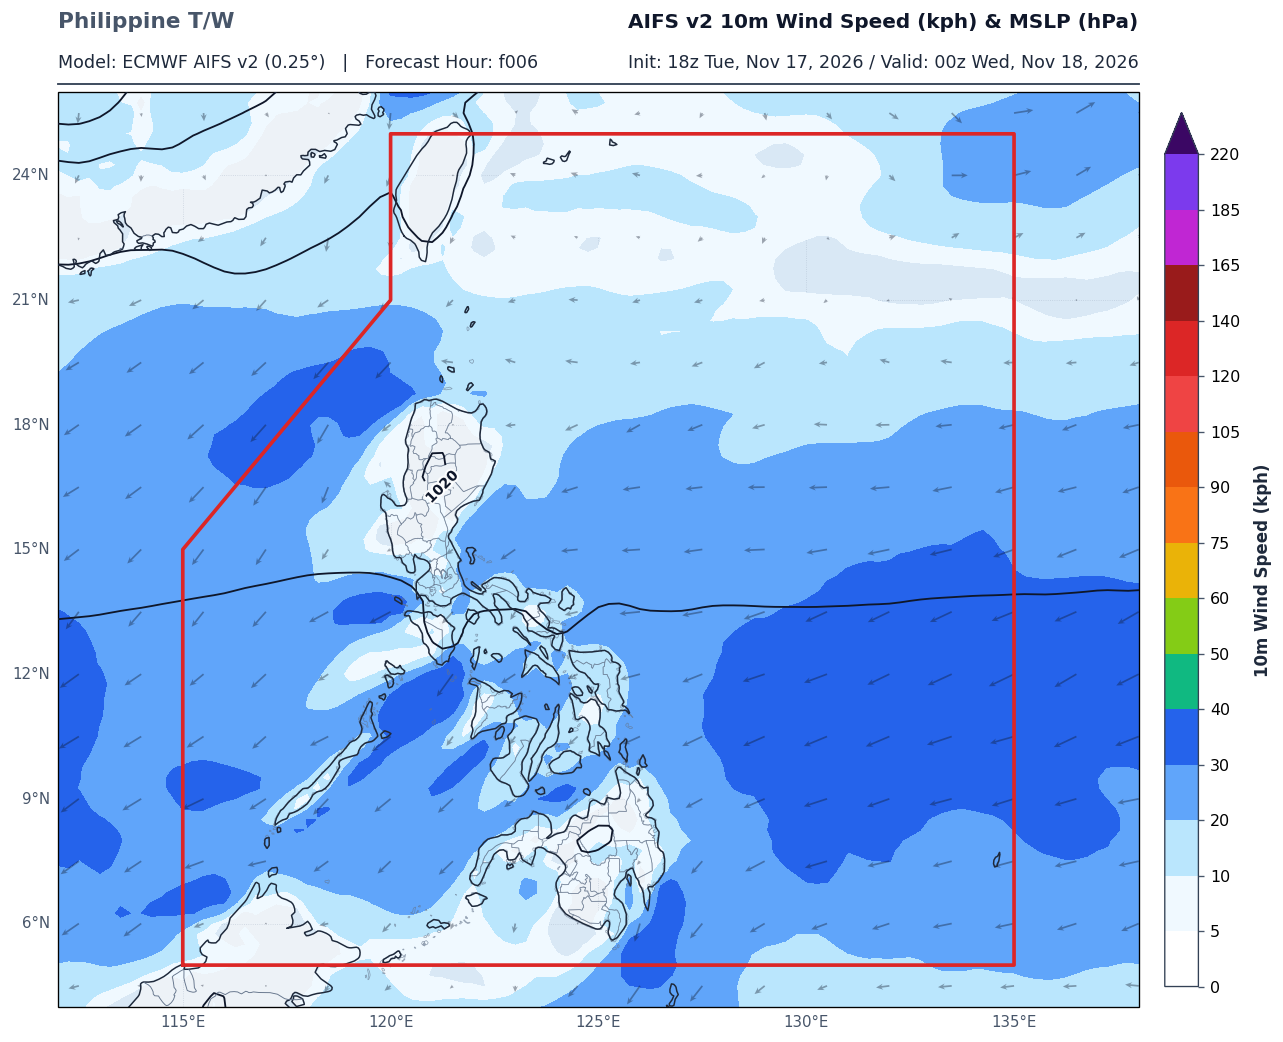 Philippine T/W
AIFS v2 10m Wind Speed (kph) & MSLP (hPa)
Model: ECMWF AIFS v2 (0.25°)   |   Forecast Hour: f006
Init: 18z Tue, Nov 17, 2026 / Valid: 00z Wed, Nov 18, 2026
24°N
21°N
18°N
15°N
12°N
9°N
6°N
115°E
120°E
125°E
130°E
135°E
1020
220
185
165
140
120
105
90
75
60
50
40
30
20
10
5
0
10m Wind Speed (kph)